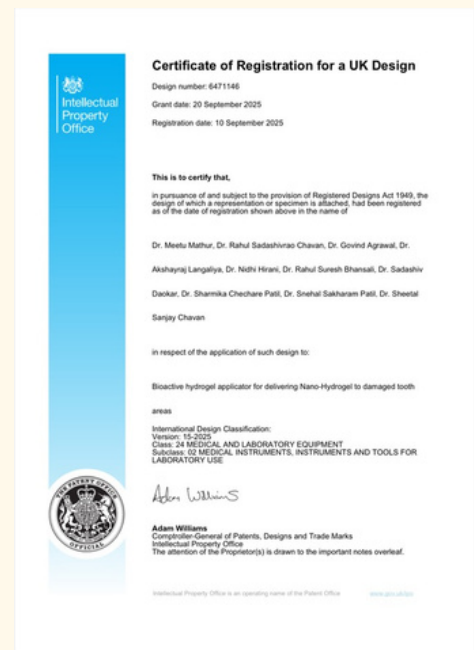 Certificate of Registration for a UK Design
Design number: 6471146
Grant date: 20 September 2025
Registration date: 10 September 2025
Intellectual
Property
Office
This is to certify that,
in pursuance of and subject to the provision of Registered Designs Act 1949, the
design of which a representation or specimen is attached, had been registered
as of the date of registration shown above in the name of
Dr. Meetu Mathur, Dr. Rahul Sadashivrao Chavan, Dr. Govind Agrawal, Dr.
Akshayraj Langaliya, Dr. Nidhi Hirani, Dr. Rahul Suresh Bhansali, Dr. Sadashiv
Daokar, Dr. Sharmika Chechare Patil, Dr. Snehal Sakharam Patil, Dr. Sheetal
Sanjay Chavan
in respect of the application of such design to:
Bioactive hydrogel applicator for delivering Nano-Hydrogel to damaged tooth
areas
International Design Classification:
Version: 15-2025
Class: 24 MEDICAL AND LABORATORY EQUIPMENT
Subclass: 02 MEDICAL INSTRUMENTS, INSTRUMENTS AND TOOLS FOR
LABORATORY USE
THE PATENT OFFICE
OFFICIAL
Adam Williams
Adam Williams
Comptroller-General of Patents, Designs and Trade Marks
Intellectual Property Office
The attention of the Proprietor(s) is drawn to the important notes overleaf.
Intellectual Property Office is an operating name of the Patent Office